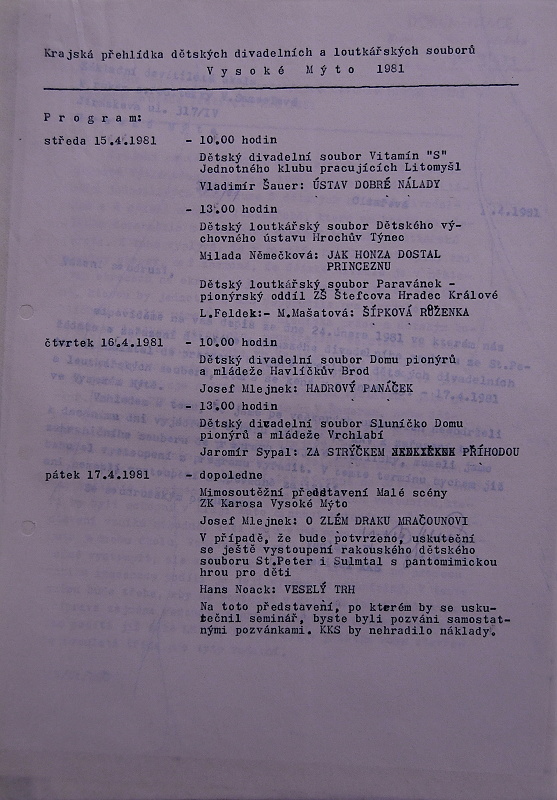 Krajská přehlídka dětských divadelních a loutkářských souborů
Vysoké Mýto 1981
Program:
středa 15.4.1981 - 10.00 hodin
Dětský divadelní soubor Vitamín "S"
Jednotného klubu pracujících Litomyšl
Vladimír Šauer: ÚSTAV DOBRÉ NÁLADY
- 13.00 hodin
Dětský loutkářský soubor Dětského vý-
chovného ústavu Hrochův Týnec
Milada Němečková: JAK HONZA DOSTAL
PRINCEZNU
Dětský loutkářský soubor Paravánek -
pionýrský oddíl ZŠ Štefcova Hradec Králové
L.Feldek:- M.Mašatová: ŠÍPKOVÁ RŮŽENKA
čtvrtek 16.4.1981 - 10.00 hodin
Dětský divadelní soubor Domu pionýrů
a mládeže Havlíčkův Brod
Josef Mlejnek: HADROVÝ PANÁČEK
- 13.00 hodin
Dětský divadelní soubor Sluníčko Domu
pionýrů a mládeže Vrchlabí
Jaromír Sypal: ZA STRÝČKEM PŘÍHODOU
pátek 17.4.1981 - dopoledne
Mimosoutěžní představení Malé scény
ZK Karosa Vysoké Mýto
Josef Mlejnek: O ZLÉM DRAKU MRAČOUNOVI
V případě, že bude potvrzeno, uskuteční
se ještě vystoupení rakouského dětského
souboru St.Peter i Sulmtal s pantomimickou
hrou pro děti
Hans Noack: VESELÝ TRH
Na toto představení, po kterém by se usku-
tečnil seminář, byste byli pozváni samostat-
nými pozvánkami. KKS by nehradilo náklady.